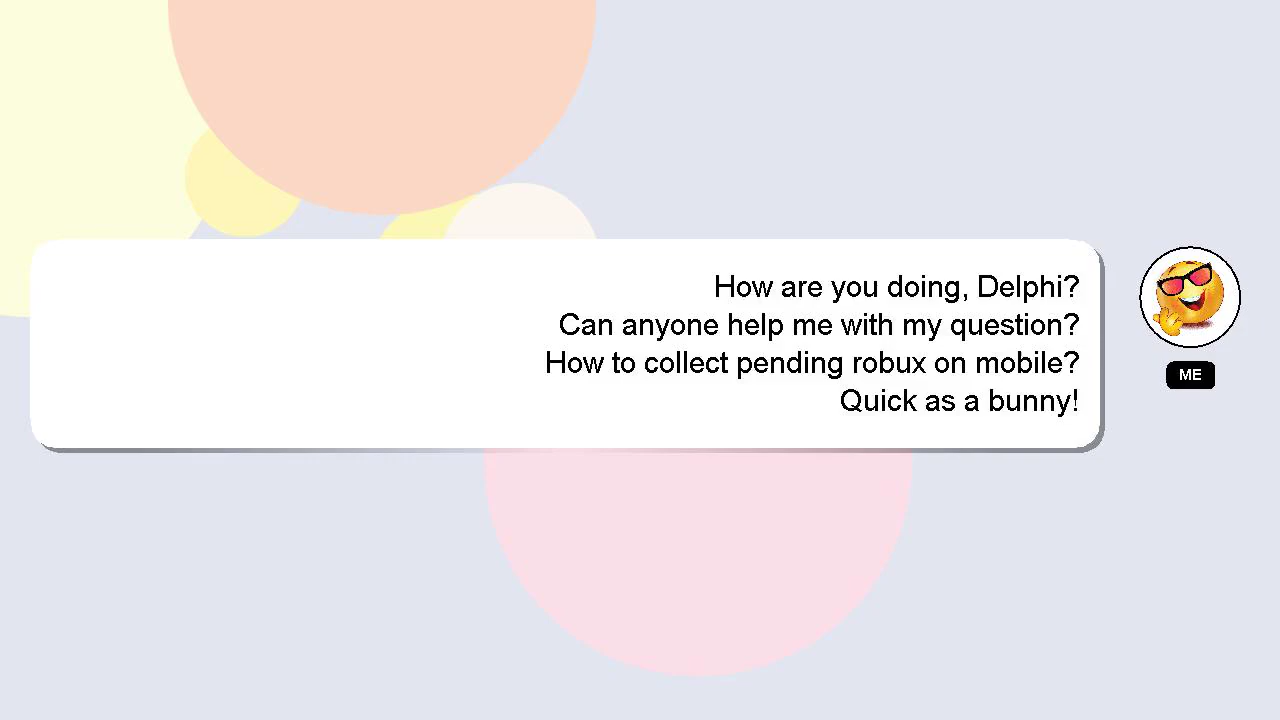 How are you doing, Delphi?
Can anyone help me with my question?
How to collect pending robux on mobile?
Quick as a bunny!
ME